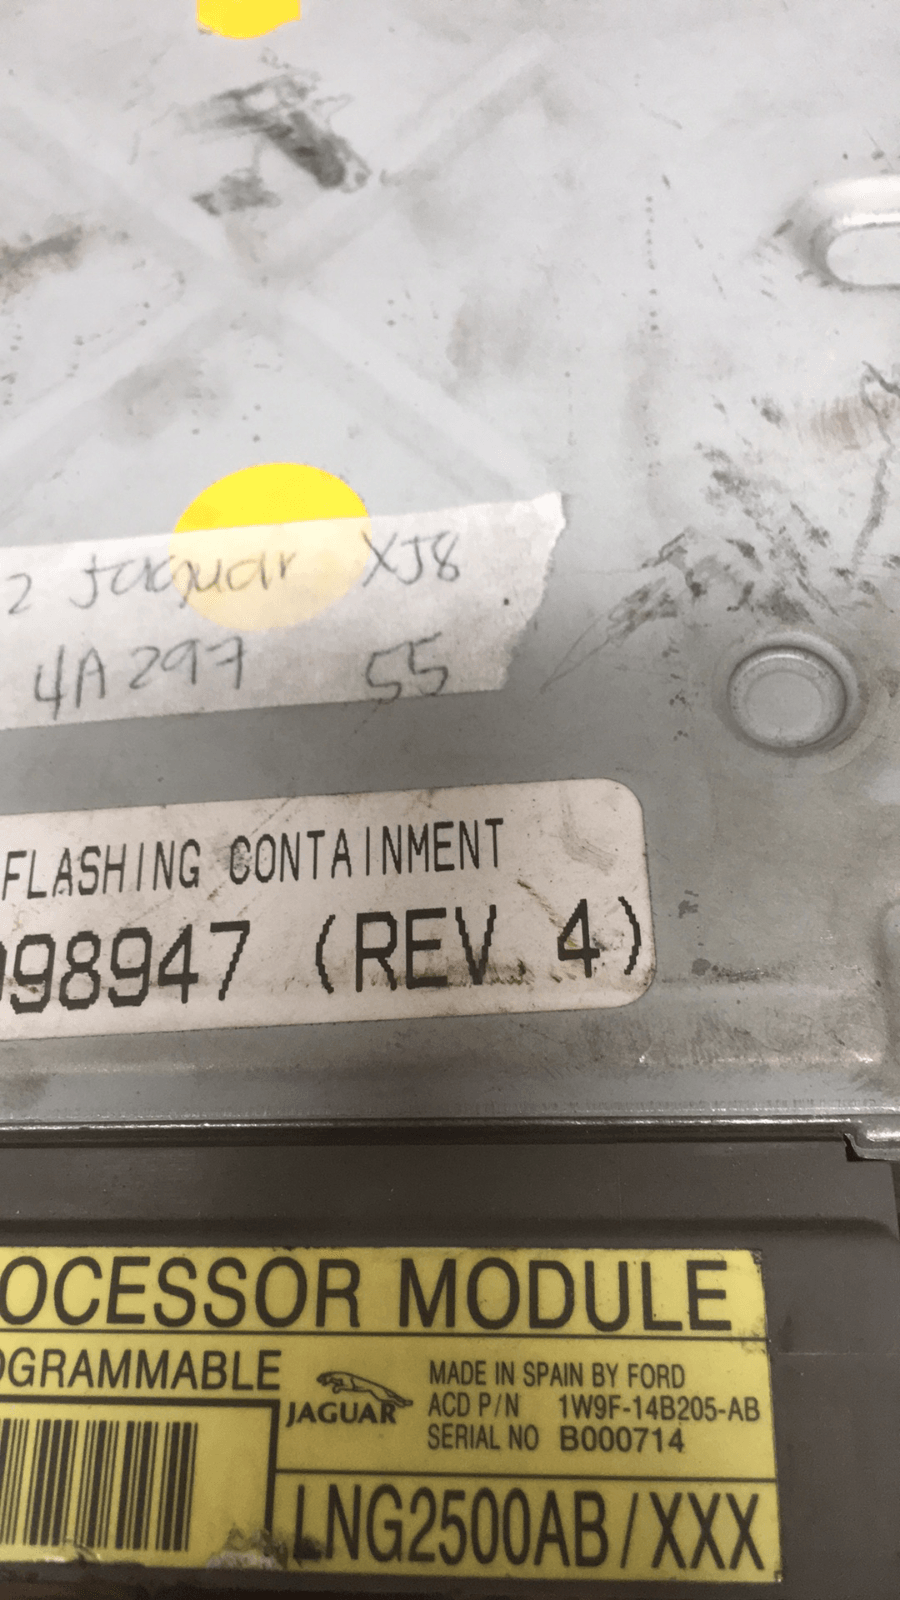 2 Jaguar XJ8
4A297 55
FLASHING CONTAINMENT
98947 (REV 4)
OCESSOR MODULE
OGRAMMABLE
JAGUAR
MADE IN SPAIN BY FORD
ACD P/N 1W9F-14B205-AB
SERIAL NO B000714
LNG2500AB/XXX